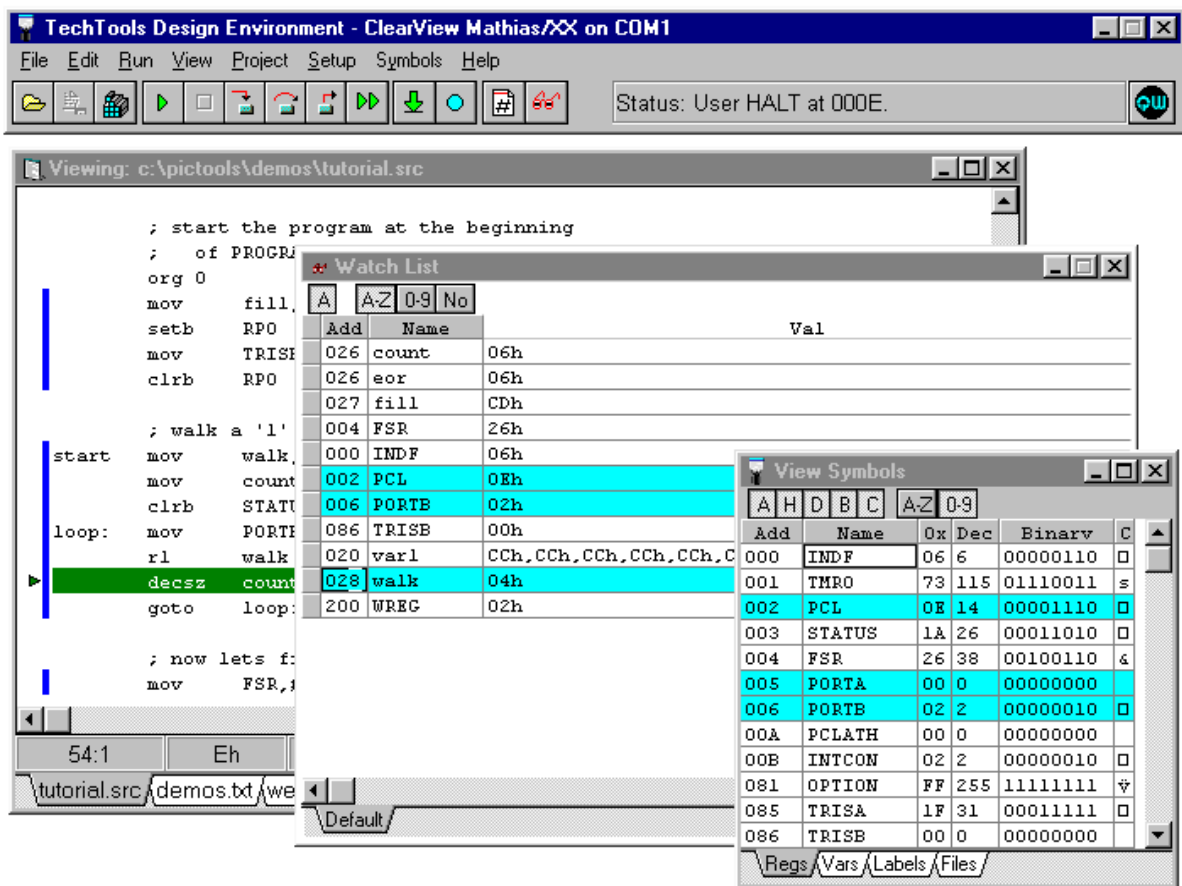 TechTools Design Environment - ClearView Mathias/XX on COM1
File Edit Run View Project Setup Symbols Help
Status: User HALT at 000E.
Viewing: c:\pictools\demos\tutorial.src
; start the program at the beginning
; of PROGRA
org 0
mov fill,
setb RP0
mov TRISB
clrb RP0
; walk a '1'
start mov walk,
mov count
clrb STATU
loop: mov PORTB
rl walk
decsz count
goto loop:
; now lets fi
mov FSR,#
54:1 Eh
tutorial.src demos.txt we
Watch List
A A-Z 0-9 No
Add Name Val
026 count 06h
026 eor 06h
027 fill CDh
004 FSR 26h
000 INDF 06h
002 PCL 0Eh
006 PORTB 02h
086 TRISB 00h
020 var1 CCh,CCh,CCh,CCh,CCh,C
028 walk 04h
200 WREG 02h
Default
View Symbols
A H D B C A-Z 0-9
Add Name 0x Dec Binary C
000 INDF 06 6 00000110
001 TMR0 73 115 01110011 s
002 PCL 0E 14 00001110
003 STATUS 1A 26 00011010
004 FSR 26 38 00100110 &
005 PORTA 00 0 00000000
006 PORTB 02 2 00000010
00A PCLATH 00 0 00000000
00B INTCON 02 2 00000010
081 OPTION FF 255 11111111 ÿ
085 TRISA 1F 31 00011111
086 TRISB 00 0 00000000
Regs Vars Labels Files